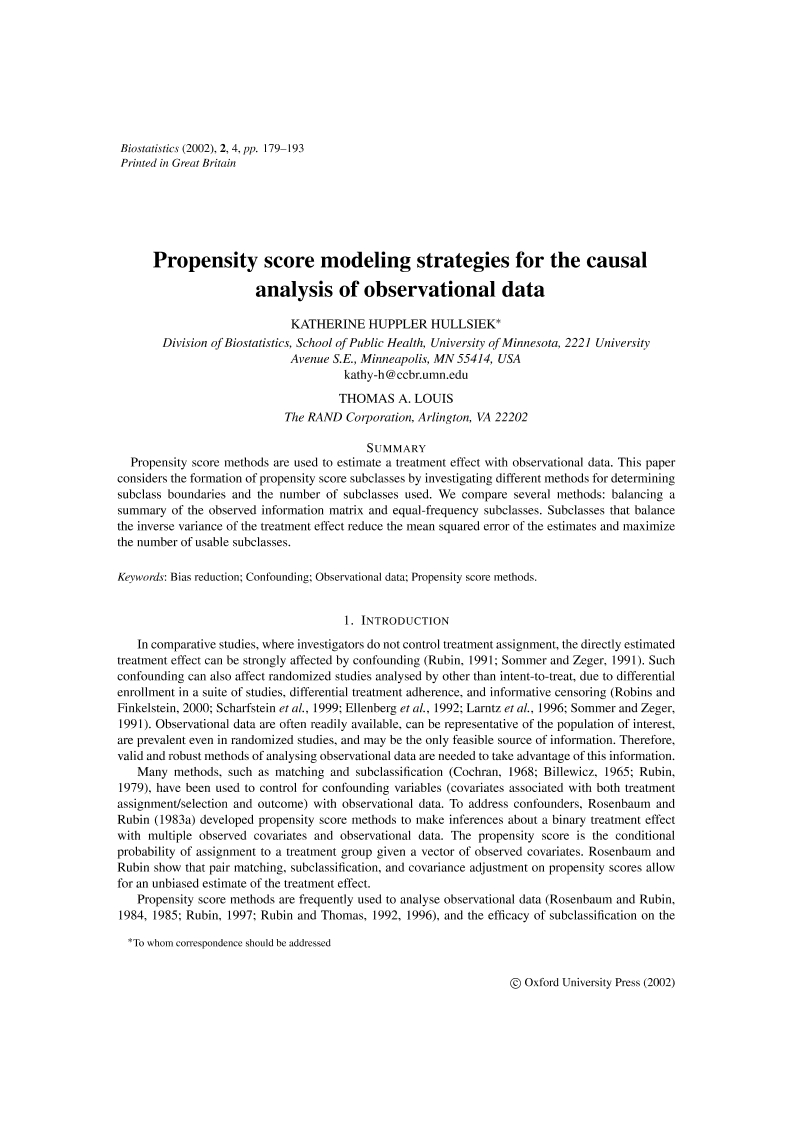 Biostatistics (2002), 2, 4, pp. 179–193
Printed in Great Britain
Propensity score modeling strategies for the causal
analysis of observational data
KATHERINE HUPPLER HULLSIEK*
Division of Biostatistics, School of Public Health, University of Minnesota, 2221 University
Avenue S.E., Minneapolis, MN 55414, USA
kathy-h@ccbr.umn.edu
THOMAS A. LOUIS
The RAND Corporation, Arlington, VA 22202
SUMMARY
Propensity score methods are used to estimate a treatment effect with observational data. This paper
considers the formation of propensity score subclasses by investigating different methods for determining
subclass boundaries and the number of subclasses used. We compare several methods: balancing a
summary of the observed information matrix and equal-frequency subclasses. Subclasses that balance
the inverse variance of the treatment effect reduce the mean squared error of the estimates and maximize
the number of usable subclasses.
Keywords: Bias reduction; Confounding; Observational data; Propensity score methods.
1. INTRODUCTION
In comparative studies, where investigators do not control treatment assignment, the directly estimated
treatment effect can be strongly affected by confounding (Rubin, 1991; Sommer and Zeger, 1991). Such
confounding can also affect randomized studies analysed by other than intent-to-treat, due to differential
enrollment in a suite of studies, differential treatment adherence, and informative censoring (Robins and
Finkelstein, 2000; Scharfstein et al., 1999; Ellenberg et al., 1992; Larntz et al., 1996; Sommer and Zeger,
1991). Observational data are often readily available, can be representative of the population of interest,
are prevalent even in randomized studies, and may be the only feasible source of information. Therefore,
valid and robust methods of analysing observational data are needed to take advantage of this information.
Many methods, such as matching and subclassification (Cochran, 1968; Billewicz, 1965; Rubin,
1979), have been used to control for confounding variables (covariates associated with both treatment
assignment/selection and outcome) with observational data. To address confounders, Rosenbaum and
Rubin (1983a) developed propensity score methods to make inferences about a binary treatment effect
with multiple observed covariates and observational data. The propensity score is the conditional
probability of assignment to a treatment group given a vector of observed covariates. Rosenbaum and
Rubin show that pair matching, subclassification, and covariance adjustment on propensity scores allow
for an unbiased estimate of the treatment effect.
Propensity score methods are frequently used to analyse observational data (Rosenbaum and Rubin,
1984, 1985; Rubin, 1997; Rubin and Thomas, 1992, 1996), and the efficacy of subclassification on the
*To whom correspondence should be addressed
© Oxford University Press (2002)